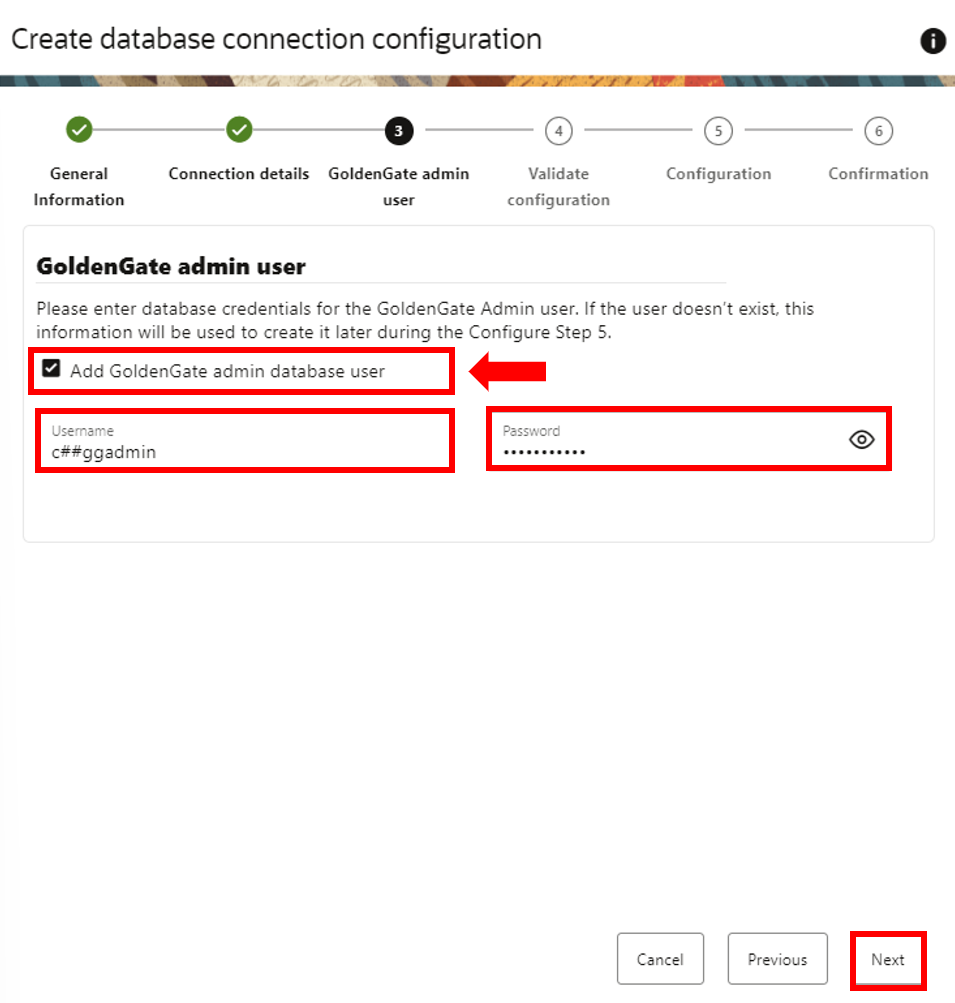 Create database connection configuration
i
3
4
5
6
General
Information
Connection details
GoldenGate admin
user
Validate
configuration
Configuration
Confirmation
GoldenGate admin user
Please enter database credentials for the GoldenGate Admin user. If the user doesn’t exist, this
information will be used to create it later during the Configure Step 5.
Add GoldenGate admin database user
Username
c##ggadmin
Password
•••••••••••
Cancel
Previous
Next